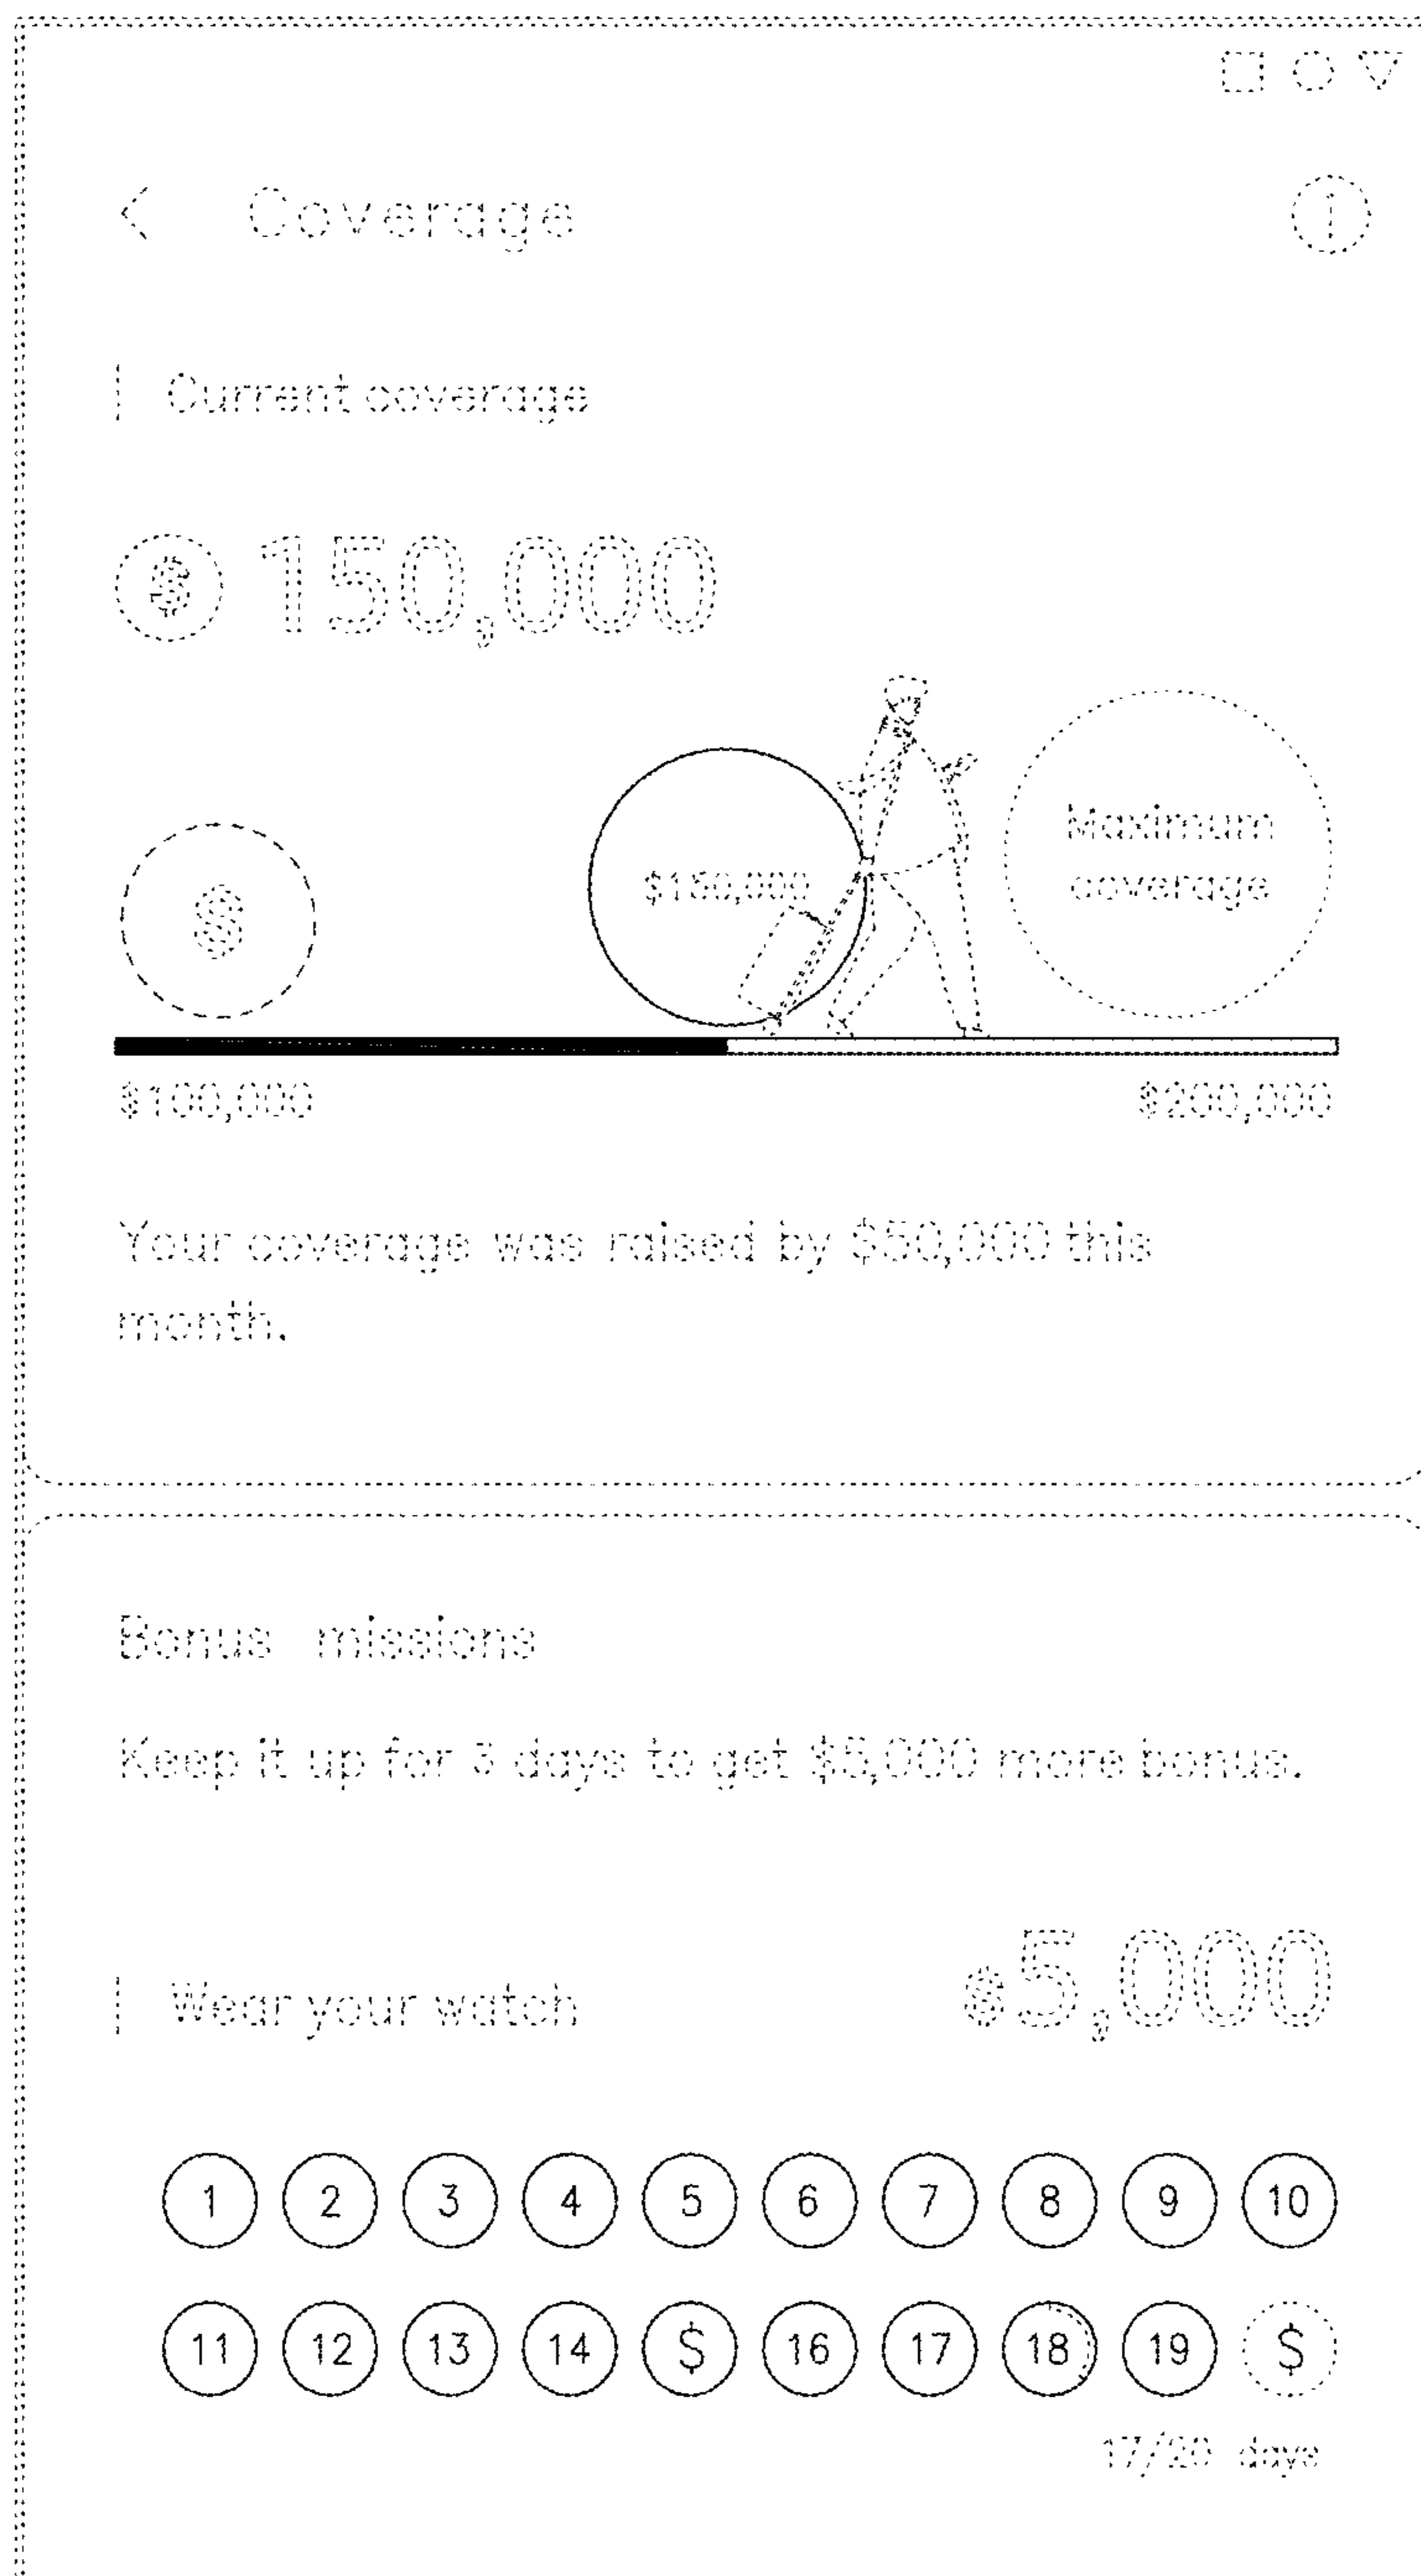 Coverage
Current coverage
$ 150,000
$150,000
Maximum
coverage
$
$100,000
$200,000
Your coverage was raised by $50,000 this
month.
Bonus missions
Keep it up for 3 days to get $5,000 more bonus.
Wear your watch
$5,000
1 2 3 4 5 6 7 8 9 10
11 12 13 14 $ 16 17 18 19 $
17/20 days